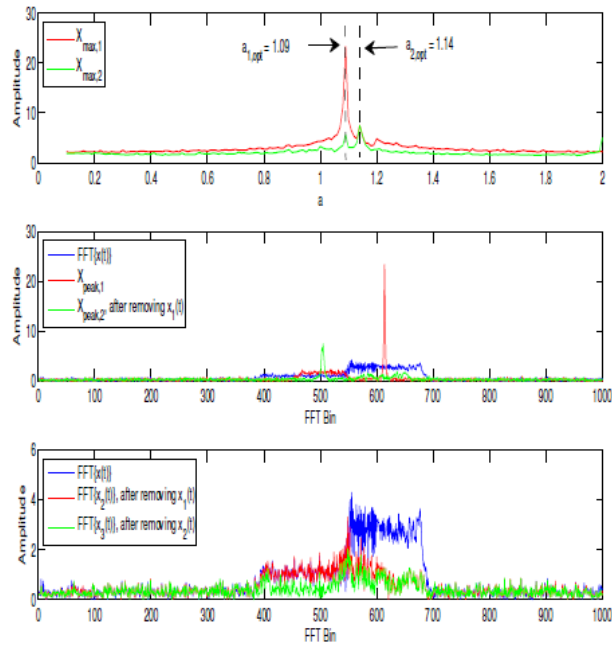 Amplitude
30
20
10
0
X_max,1
X_max,2
a_1,opt = 1.09
a_2,opt = 1.14
0 0.2 0.4 0.6 0.8 1 1.2 1.4 1.6 1.8 2
a
Amplitude
30
20
10
0
FFT{x(t)}
X_peak,1
X_peak,2, after removing x_1(t)
0 100 200 300 400 500 600 700 800 900 1000
FFT Bin
Amplitude
6
4
2
0
FFT{x(t)}
FFT{x_2(t)}, after removing x_1(t)
FFT{x_3(t)}, after removing x_2(t)
0 100 200 300 400 500 600 700 800 900 1000
FFT Bin